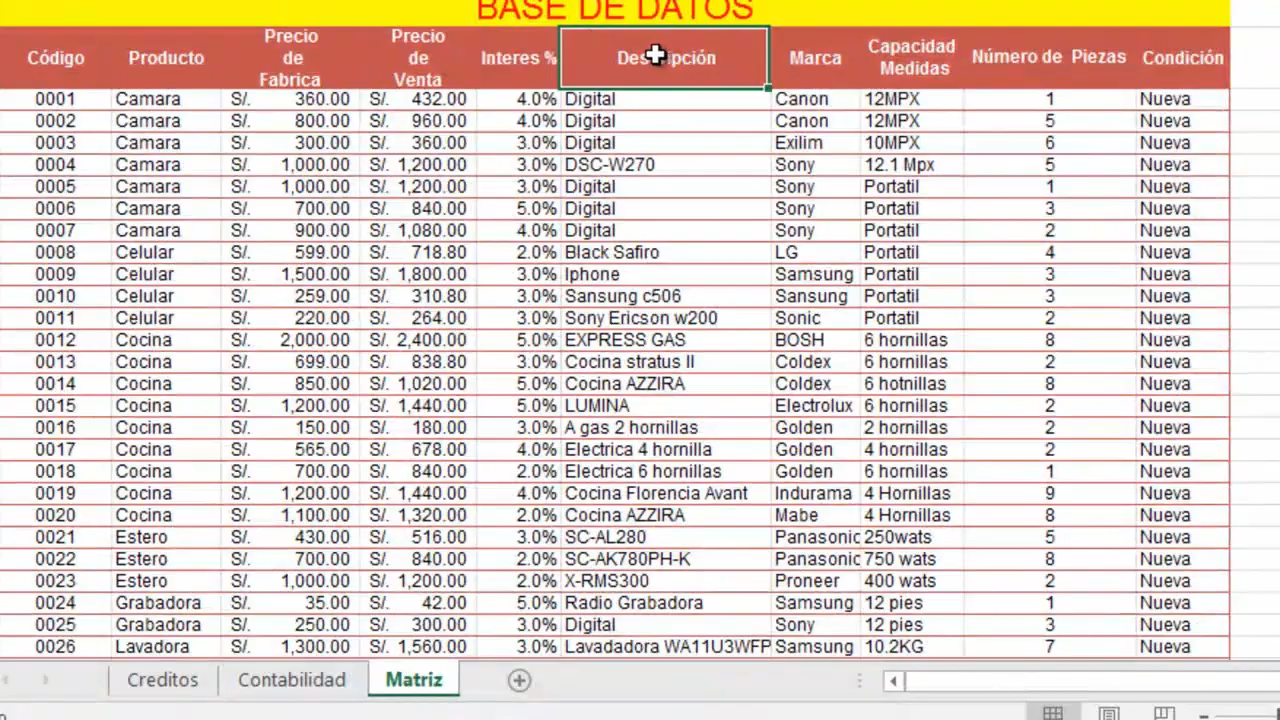 BASE DE DATOS
Código Producto Precio de Fabrica Precio de Venta Interes % Descripción Marca Capacidad Medidas Número de Piezas Condición
0001 Camara S/. 360.00 S/. 432.00 4.0% Digital Canon 12MPX 1 Nueva
0002 Camara S/. 800.00 S/. 960.00 4.0% Digital Canon 12MPX 5 Nueva
0003 Camara S/. 300.00 S/. 360.00 3.0% Digital Exilim 10MPX 6 Nueva
0004 Camara S/. 1,000.00 S/. 1,200.00 3.0% DSC-W270 Sony 12.1 Mpx 5 Nueva
0005 Camara S/. 1,000.00 S/. 1,200.00 3.0% Digital Sony Portatil 1 Nueva
0006 Camara S/. 700.00 S/. 840.00 5.0% Digital Sony Portatil 3 Nueva
0007 Camara S/. 900.00 S/. 1,080.00 4.0% Digital Sony Portatil 2 Nueva
0008 Celular S/. 599.00 S/. 718.80 2.0% Black Safiro LG Portatil 4 Nueva
0009 Celular S/. 1,500.00 S/. 1,800.00 3.0% Iphone Samsung Portatil 3 Nueva
0010 Celular S/. 259.00 S/. 310.80 3.0% Sansung c506 Sansung Portatil 3 Nueva
0011 Celular S/. 220.00 S/. 264.00 3.0% Sony Ericson w200 Sonic Portatil 2 Nueva
0012 Cocina S/. 2,000.00 S/. 2,400.00 5.0% EXPRESS GAS BOSH 6 hornillas 8 Nueva
0013 Cocina S/. 699.00 S/. 838.80 3.0% Cocina stratus II Coldex 6 hornillas 2 Nueva
0014 Cocina S/. 850.00 S/. 1,020.00 5.0% Cocina AZZIRA Coldex 6 hotnillas 8 Nueva
0015 Cocina S/. 1,200.00 S/. 1,440.00 5.0% LUMINA Electrolux 6 hornillas 2 Nueva
0016 Cocina S/. 150.00 S/. 180.00 3.0% A gas 2 hornillas Golden 2 hornillas 2 Nueva
0017 Cocina S/. 565.00 S/. 678.00 4.0% Electrica 4 hornilla Golden 4 hornillas 2 Nueva
0018 Cocina S/. 700.00 S/. 840.00 2.0% Electrica 6 hornillas Golden 6 hornillas 1 Nueva
0019 Cocina S/. 1,200.00 S/. 1,440.00 4.0% Cocina Florencia Avant Indurama 4 Hornillas 9 Nueva
0020 Cocina S/. 1,100.00 S/. 1,320.00 2.0% Cocina AZZIRA Mabe 4 Hornillas 8 Nueva
0021 Estero S/. 430.00 S/. 516.00 3.0% SC-AL280 Panasonic 250wats 5 Nueva
0022 Estero S/. 700.00 S/. 840.00 2.0% SC-AK780PH-K Panasonic 750 wats 8 Nueva
0023 Estero S/. 1,000.00 S/. 1,200.00 2.0% X-RMS300 Proneer 400 wats 2 Nueva
0024 Grabadora S/. 35.00 S/. 42.00 5.0% Radio Grabadora Samsung 12 pies 1 Nueva
0025 Grabadora S/. 250.00 S/. 300.00 3.0% Digital Sony 12 pies 3 Nueva
0026 Lavadora S/. 1,300.00 S/. 1,560.00 3.0% Lavadadora WA11U3WFP Samsung 10.2KG 7 Nueva
Creditos Contabilidad Matriz